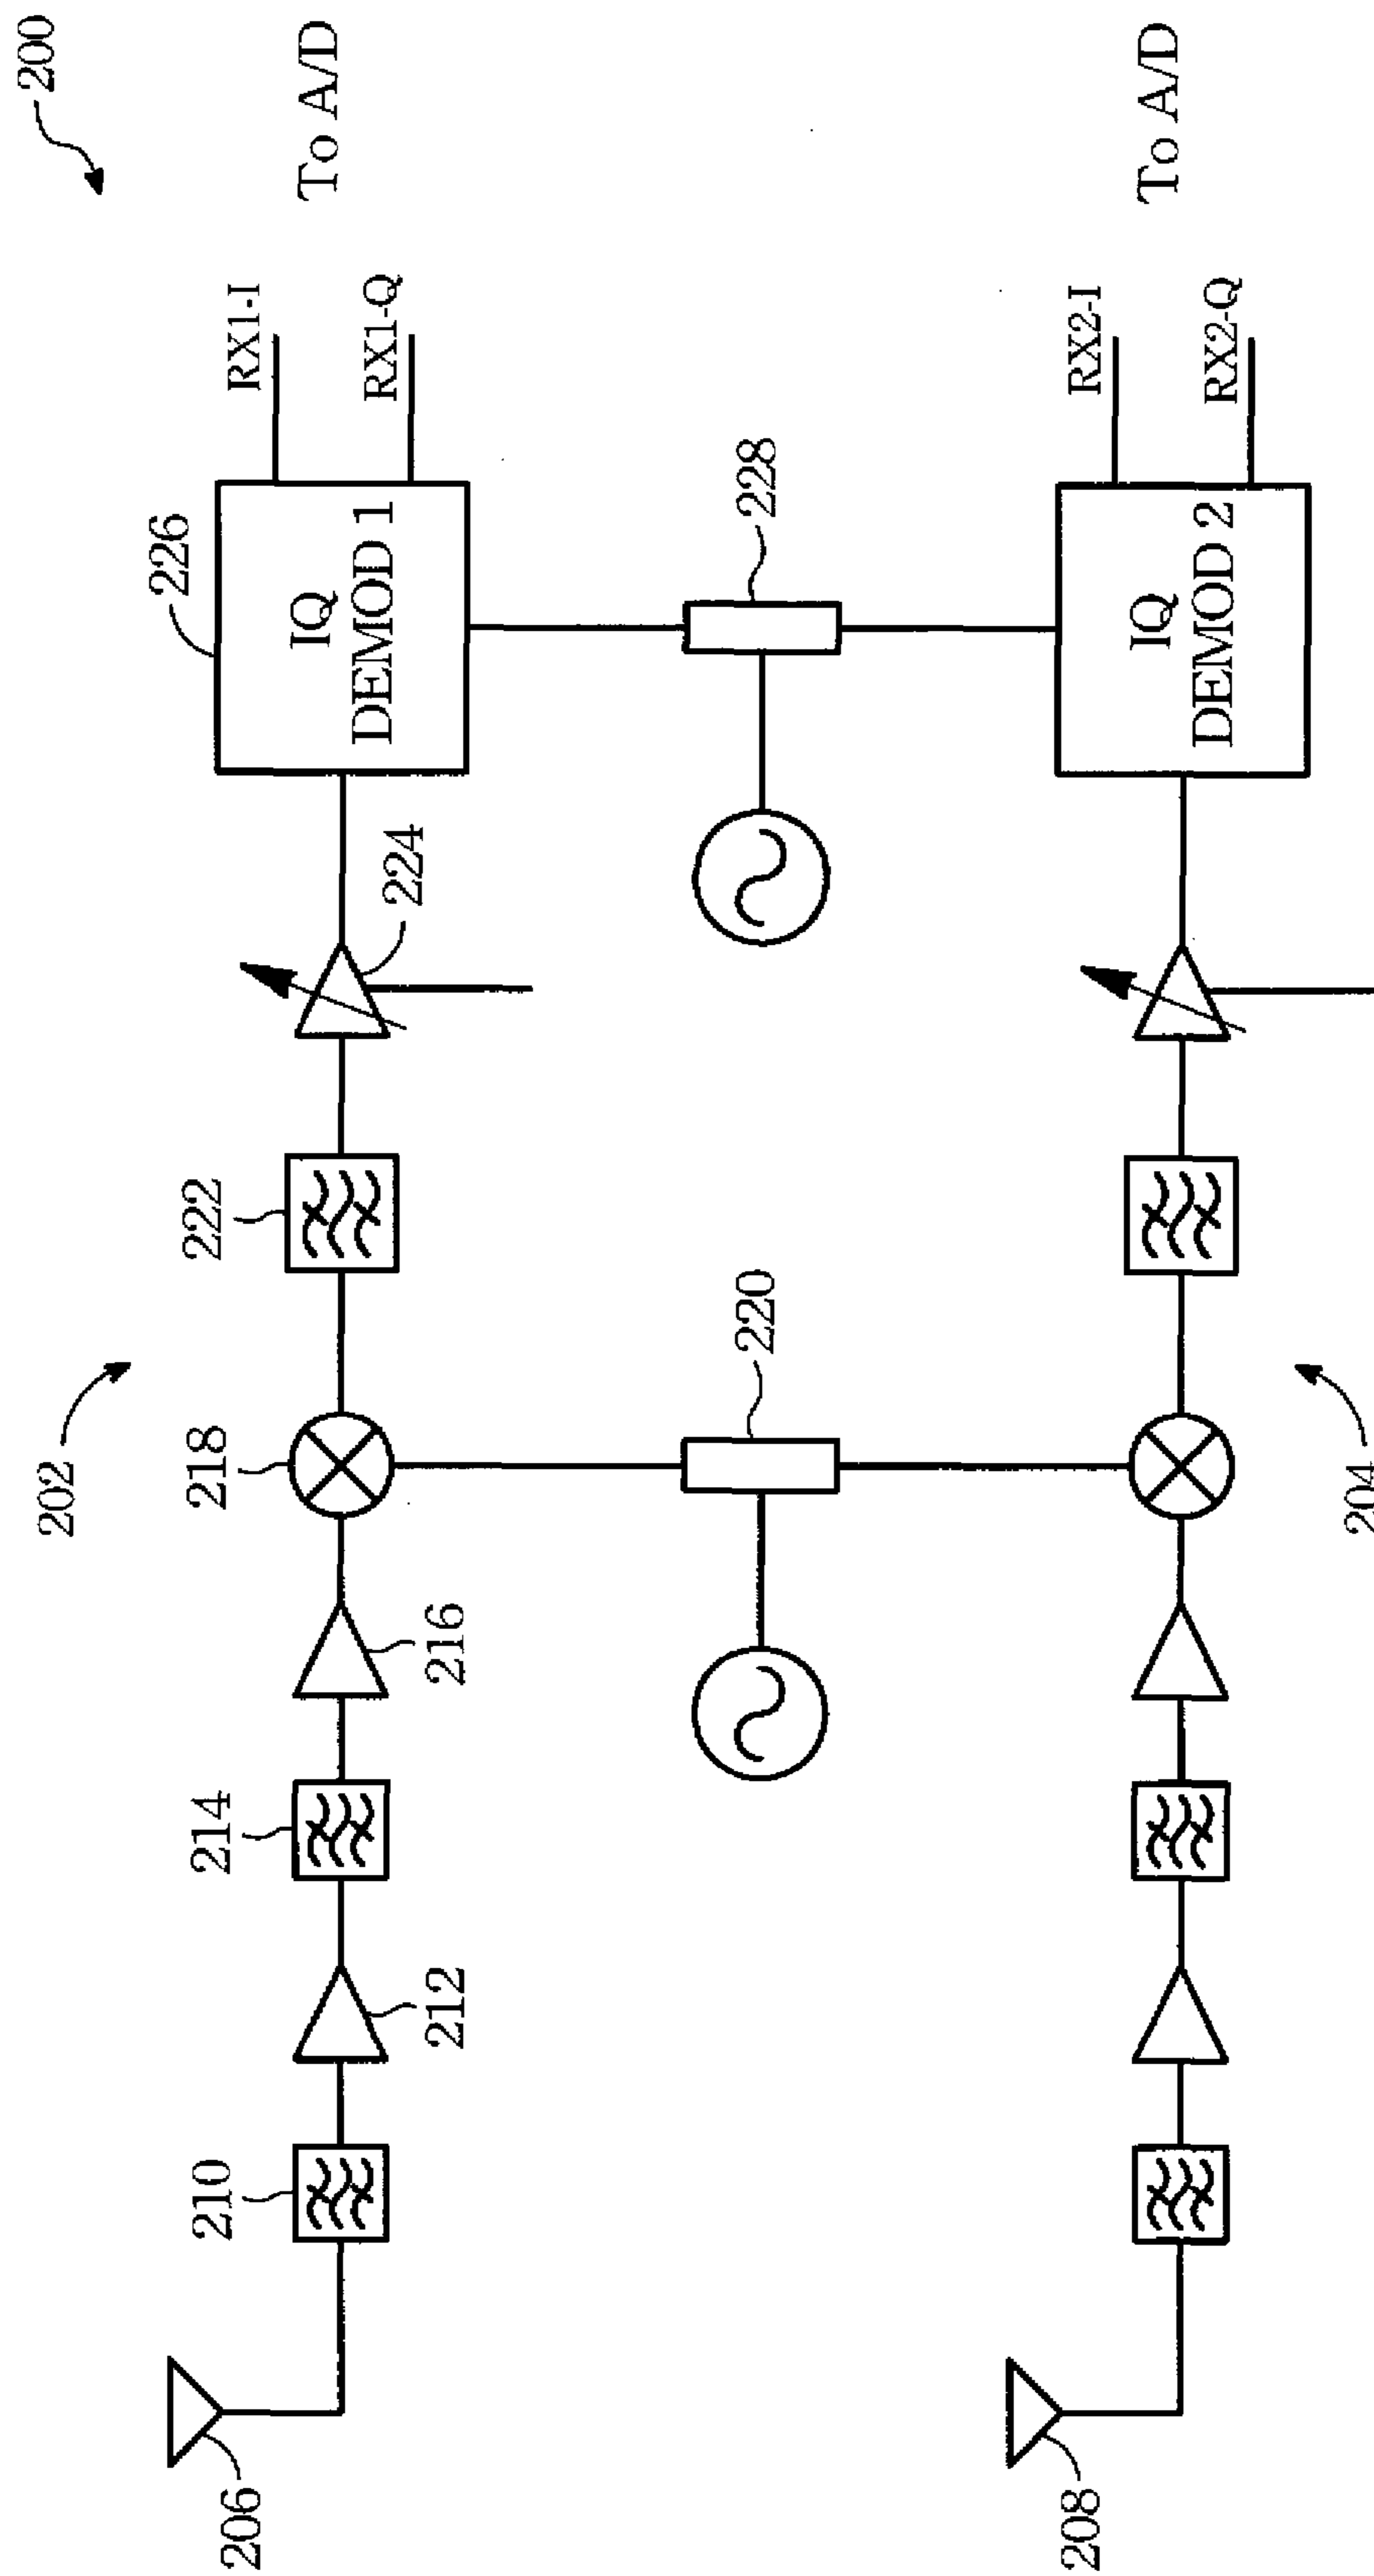 200
202
206
210
212
214
216
218
222
224
226
IQ
DEMOD 1
RX1-I
RX1-Q
To A/D
220
228
208
204
IQ
DEMOD 2
RX2-I
RX2-Q
To A/D